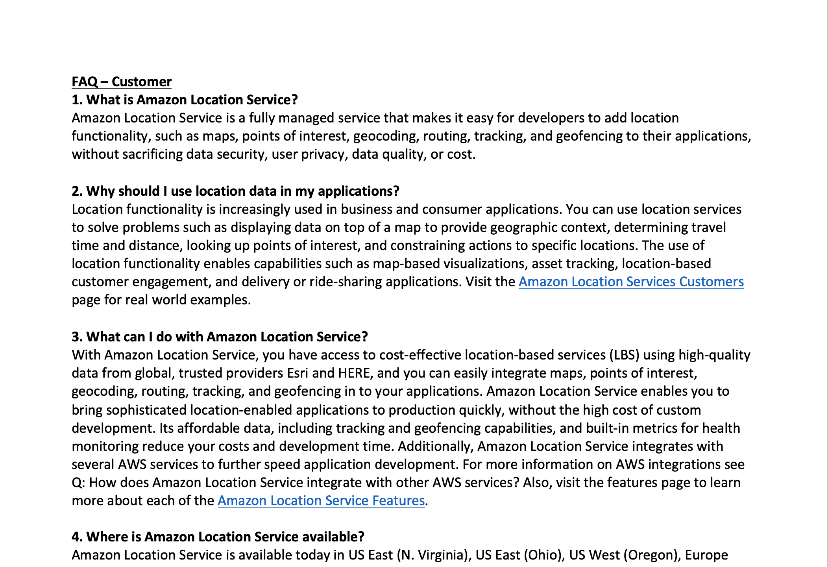 FAQ – Customer
1. What is Amazon Location Service?
Amazon Location Service is a fully managed service that makes it easy for developers to add location
functionality, such as maps, points of interest, geocoding, routing, tracking, and geofencing to their applications,
without sacrificing data security, user privacy, data quality, or cost.
2. Why should I use location data in my applications?
Location functionality is increasingly used in business and consumer applications. You can use location services
to solve problems such as displaying data on top of a map to provide geographic context, determining travel
time and distance, looking up points of interest, and constraining actions to specific locations. The use of
location functionality enables capabilities such as map-based visualizations, asset tracking, location-based
customer engagement, and delivery or ride-sharing applications. Visit the Amazon Location Services Customers
page for real world examples.
3. What can I do with Amazon Location Service?
With Amazon Location Service, you have access to cost-effective location-based services (LBS) using high-quality
data from global, trusted providers Esri and HERE, and you can easily integrate maps, points of interest,
geocoding, routing, tracking, and geofencing in to your applications. Amazon Location Service enables you to
bring sophisticated location-enabled applications to production quickly, without the high cost of custom
development. Its affordable data, including tracking and geofencing capabilities, and built-in metrics for health
monitoring reduce your costs and development time. Additionally, Amazon Location Service integrates with
several AWS services to further speed application development. For more information on AWS integrations see
Q: How does Amazon Location Service integrate with other AWS services? Also, visit the features page to learn
more about each of the Amazon Location Service Features.
4. Where is Amazon Location Service available?
Amazon Location Service is available today in US East (N. Virginia), US East (Ohio), US West (Oregon), Europe